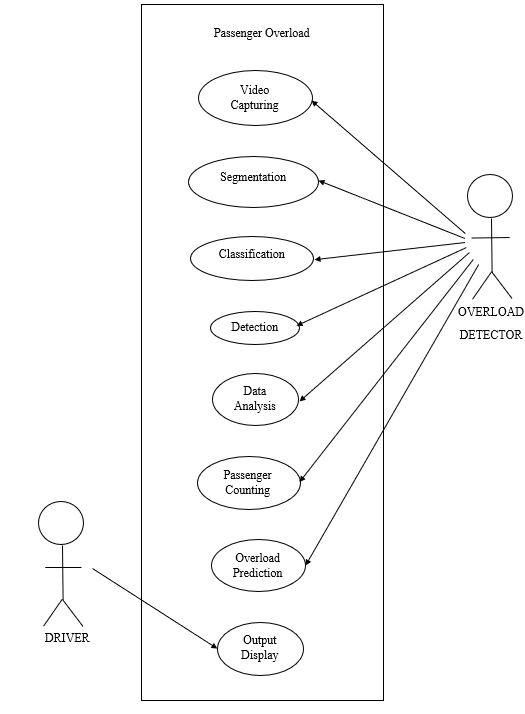 Passenger Overload
Video
Capturing
Segmentation
Classification
Detection
Data
Analysis
Passenger
Counting
Overload
Prediction
Output
Display
OVERLOAD
DETECTOR
DRIVER